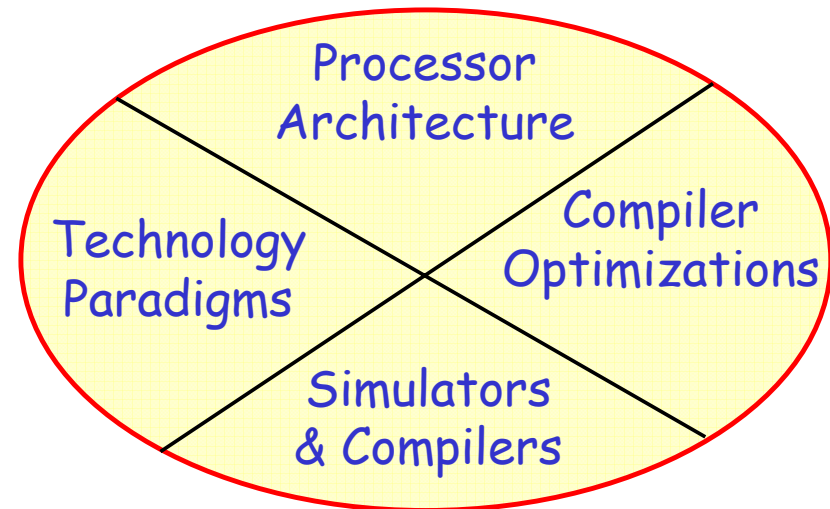 Processor
Architecture
Technology
Paradigms
Compiler
Optimizations
Simulators
& Compilers